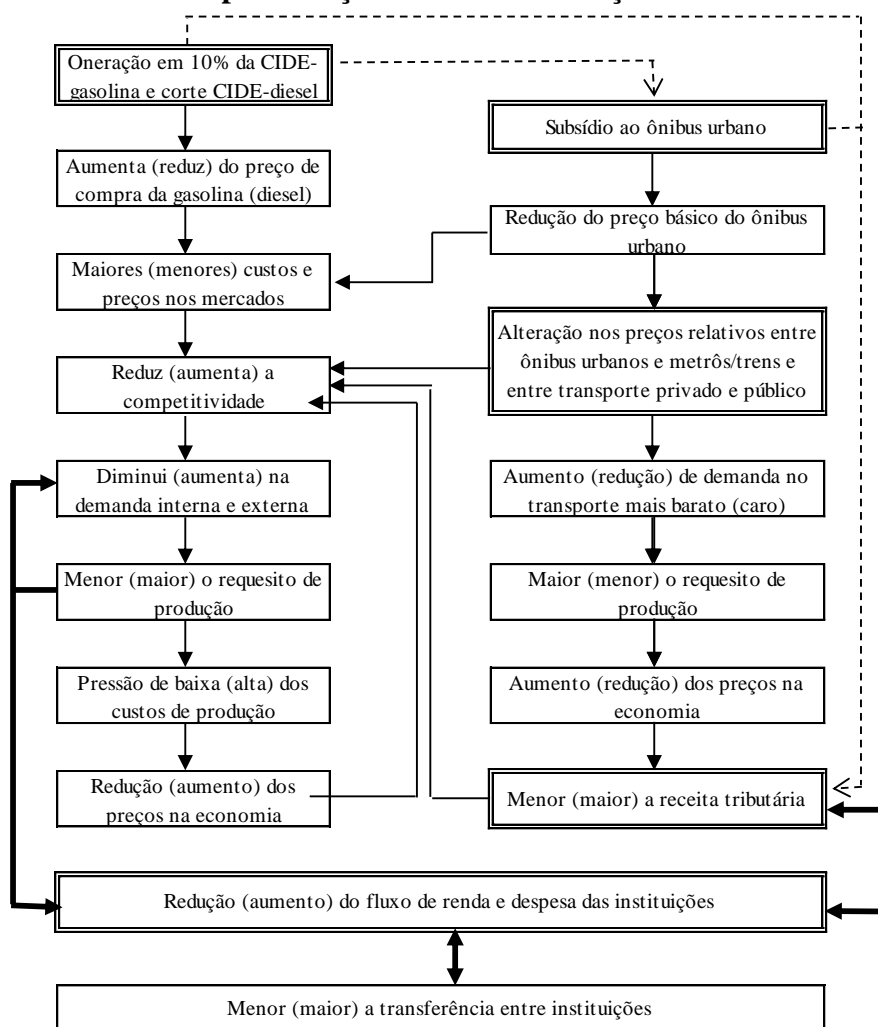 Oneração em 10% da CIDE-
gasolina e corte CIDE-diesel
Subsídio ao ônibus urbano
Aumenta (reduz) do preço de
compra da gasolina (diesel)
Redução do preço básico do ônibus
urbano
Maiores (menores) custos e
preços nos mercados
Alteração nos preços relativos entre
ônibus urbanos e metrôs/trens e
entre transporte privado e público
Reduz (aumenta) a
competitividade
Diminui (aumenta) na
demanda interna e externa
Aumento (redução) de demanda no
transporte mais barato (caro)
Menor (maior) o requesito de
produção
Maior (menor) o requesito de
produção
Pressão de baixa (alta) dos
custos de produção
Aumento (redução) dos preços na
economia
Redução (aumento) dos
preços na economia
Menor (maior) a receita tributária
Redução (aumento) do fluxo de renda e despesa das instituições
Menor (maior) a transferência entre instituições